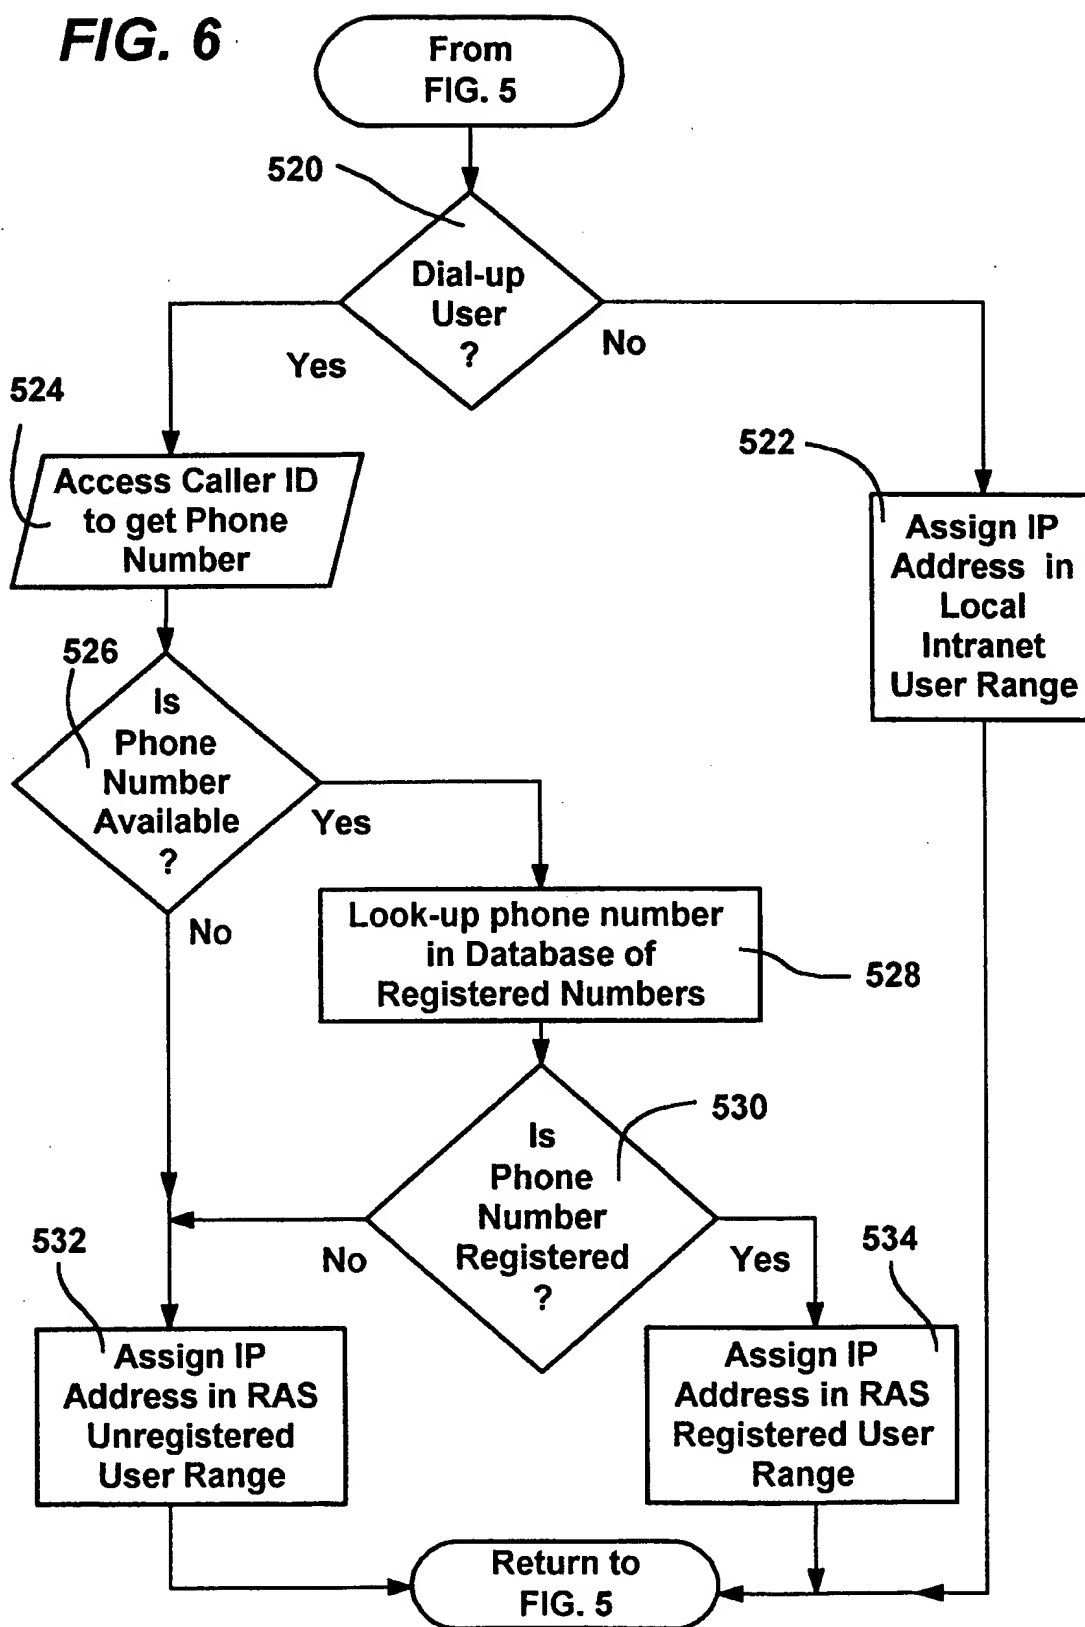 FIG. 6
From
FIG. 5
520
Dial-up
User
?
Yes
No
524
Access Caller ID
to get Phone
Number
522
Assign IP
Address in
Local
Intranet
User Range
526
Is
Phone
Number
Available
?
Yes
No
Look-up phone number
in Database of
Registered Numbers
528
530
Is
Phone
Number
Registered
?
No
Yes
532
Assign IP
Address in RAS
Unregistered
User Range
534
Assign IP
Address in RAS
Registered User
Range
Return to
FIG. 5